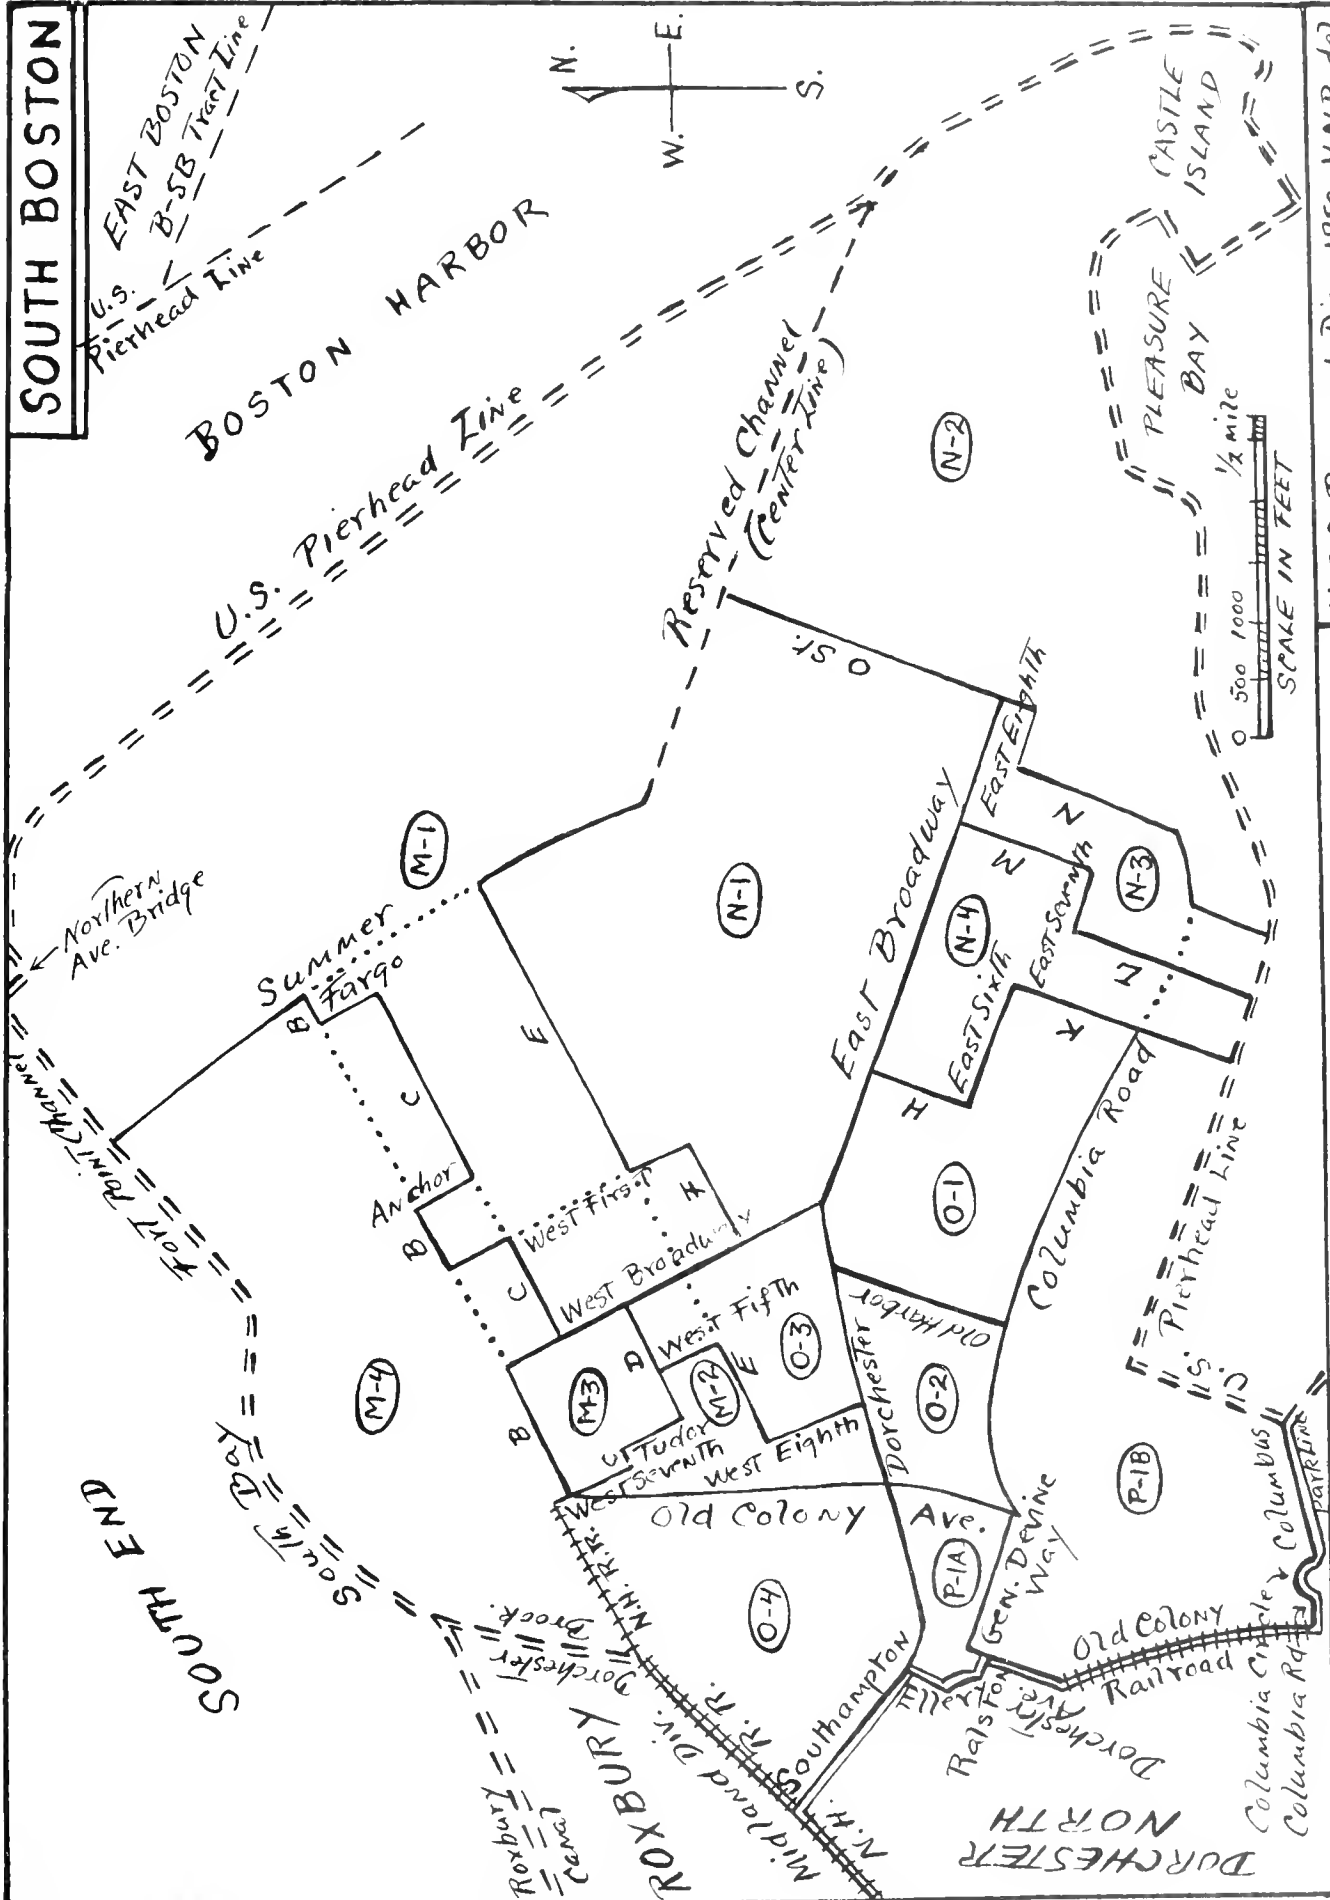 SOUTH BOSTON
EAST BOSTON
B-5B Tract Line
U.S.
Pierhead Line
BOSTON HARBOR
N.
W. E.
S.
U.S. Pierhead Line
Northern
Ave. Bridge
Fort Point Channel
Reserved Channel
(Center Line)
CASTLE
ISLAND
PLEASURE
BAY
N-2
M-1
Summer
Fargo
B
C
E
N-1
O St.
East Broadway
East Eighth
N
M
N-3
N-4
East Seventh
East Sixth
L
K
H
Anchor
B
C
West First
H
West Broadway
O-1
Columbia Road
U.S. Pierhead Line
0 500 1000 1/2 mile
SCALE IN FEET
M-4
South Bay
SOUTH END
B
M-3
D
West Fifth
M-2
E
O-3
Tudor
West Seventh
West Eighth
Dorchester
Old Harbor
O-2
Old Colony Ave.
P-1A
Gen. Devine
Way
P-1B
O-4
N.H.R.R.
Dorchester
Brook
Roxbury
Canal
ROXBURY
Midland Div.
N.H. R.R.
Southampton
Ellery
Ralston
Dorchester
Ave.
Old Colony
Railroad
Columbus
Park Line
Columbia Circle
Columbia Rd.
DORCHESTER
NORTH